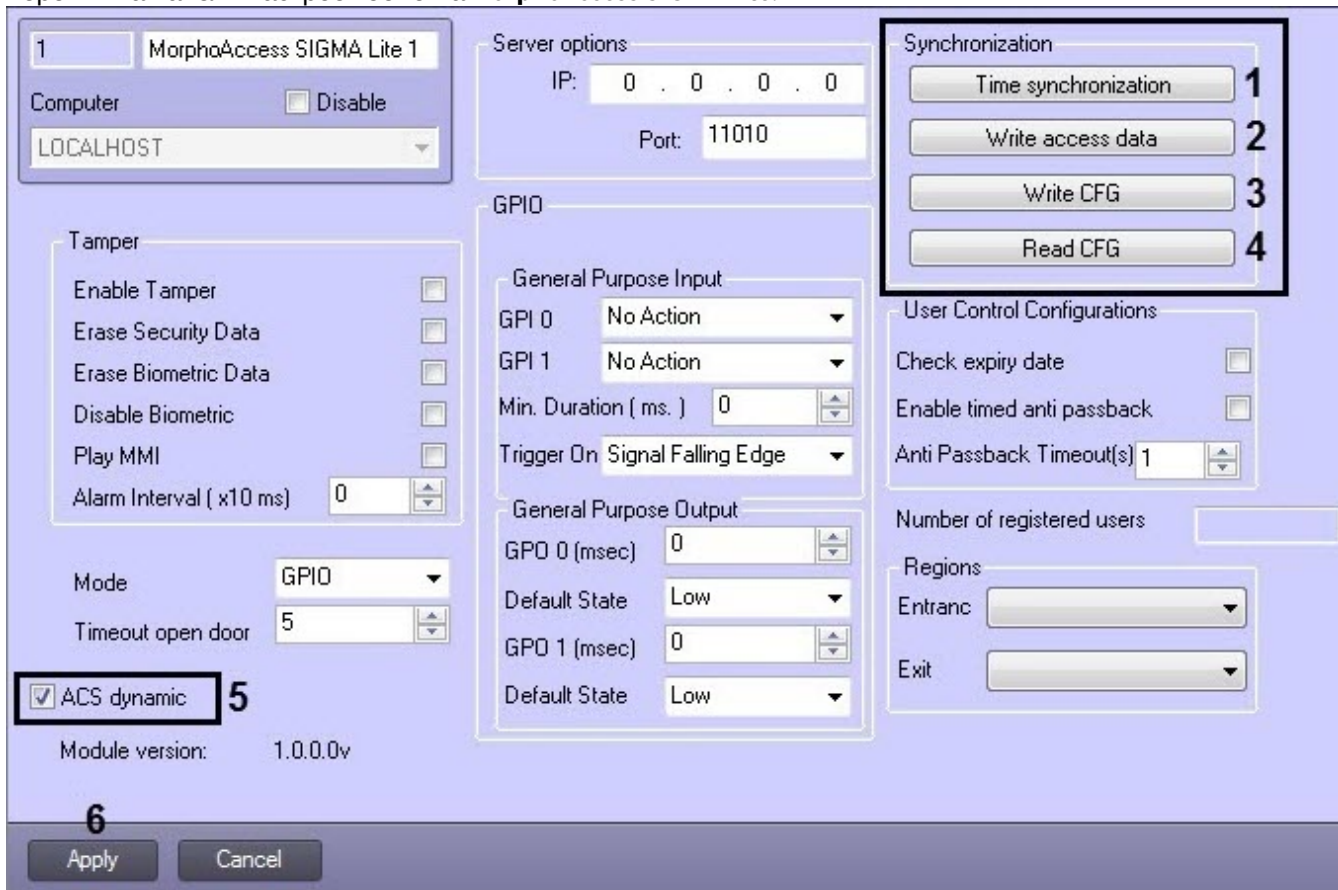 1 MorphoAccess SIGMA Lite 1
Computer Disable
LOCALHOST
Tamper
Enable Tamper
Erase Security Data
Erase Biometric Data
Disable Biometric
Play MMI
Alarm Interval ( x10 ms) 0
Mode GPIO
Timeout open door 5
ACS dynamic 5
Module version: 1.0.0.0v
Server options
IP: 0 . 0 . 0 . 0
Port: 11010
GPIO
General Purpose Input
GPI 0 No Action
GPI 1 No Action
Min. Duration ( ms. ) 0
Trigger On Signal Falling Edge
General Purpose Output
GPO 0 (msec) 0
Default State Low
GPO 1 (msec) 0
Default State Low
Synchronization
Time synchronization 1
Write access data 2
Write CFG 3
Read CFG 4
User Control Configurations
Check expiry date
Enable timed anti passback
Anti Passback Timeout(s) 1
Number of registered users
Regions
Entranc
Exit
6
Apply Cancel